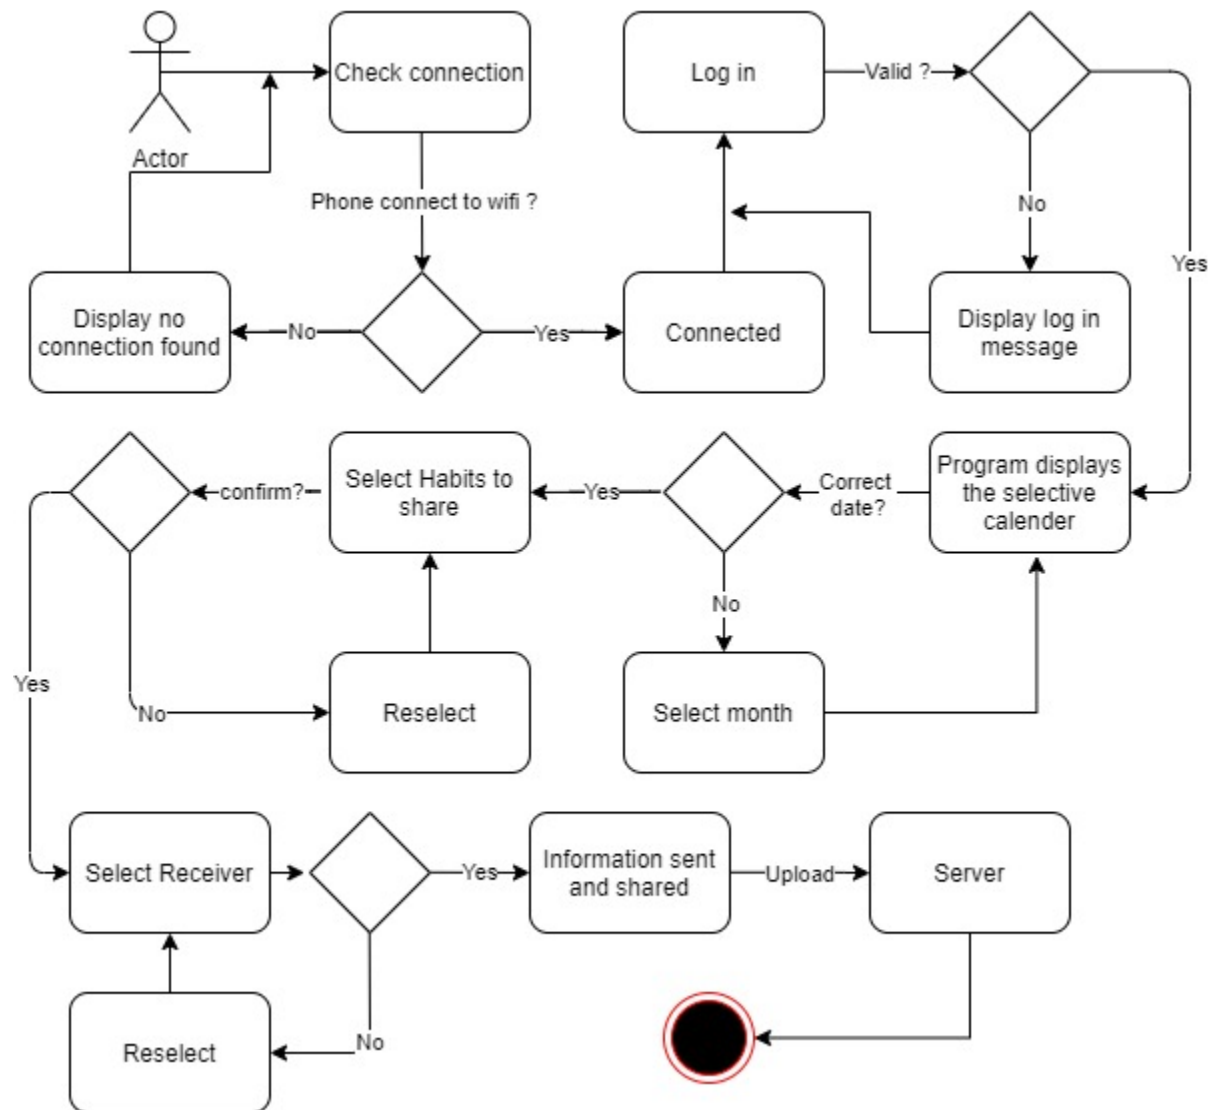 Check connection
Log in
Valid ?
Actor
Phone connect to wifi ?
No
Yes
Display no
connection found
No
Yes
Connected
Display log in
message
confirm?
Select Habits to
share
Yes
Correct
date?
Program displays
the selective
calender
No
Yes
No
Reselect
Select month
Select Receiver
Yes
Information sent
and shared
Upload
Server
Reselect
No